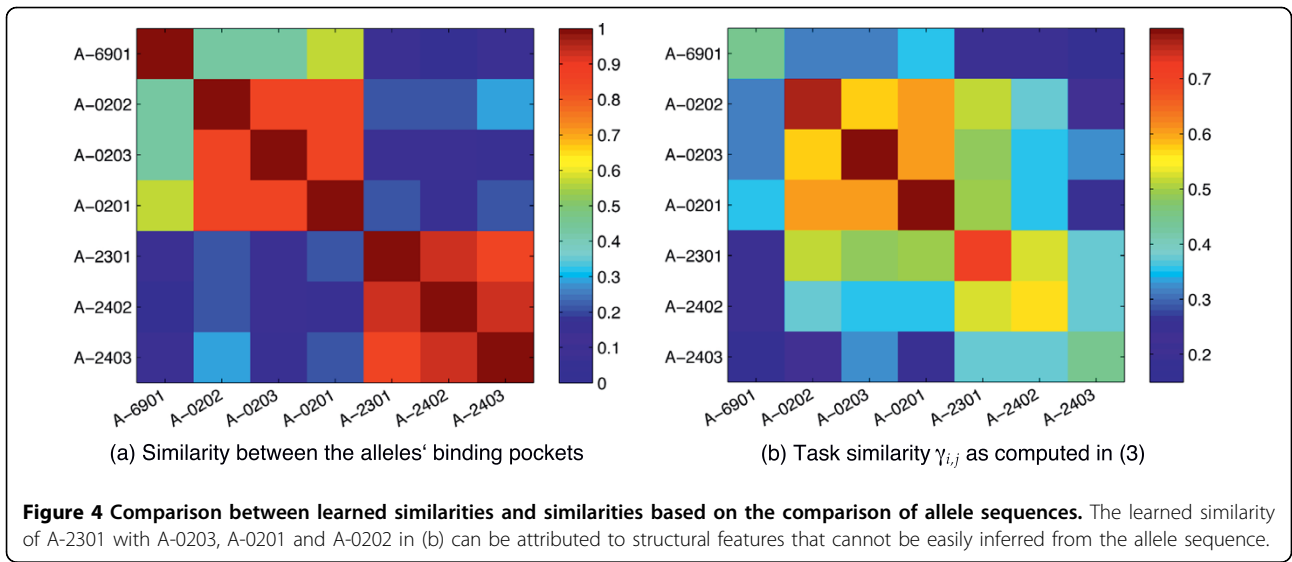 A-6901
A-0202
A-0203
A-0201
A-2301
A-2402
A-2403
A-6901
A-0202
A-0203
A-0201
A-2301
A-2402
A-2403
1
0.9
0.8
0.7
0.6
0.5
0.4
0.3
0.2
0.1
0
(a) Similarity between the alleles‘ binding pockets
A-6901
A-0202
A-0203
A-0201
A-2301
A-2402
A-2403
A-6901
A-0202
A-0203
A-0201
A-2301
A-2402
A-2403
0.7
0.6
0.5
0.4
0.3
0.2
(b) Task similarity γi,j as computed in (3)
Figure 4 Comparison between learned similarities and similarities based on the comparison of allele sequences. The learned similarity
of A-2301 with A-0203, A-0201 and A-0202 in (b) can be attributed to structural features that cannot be easily inferred from the allele sequence.